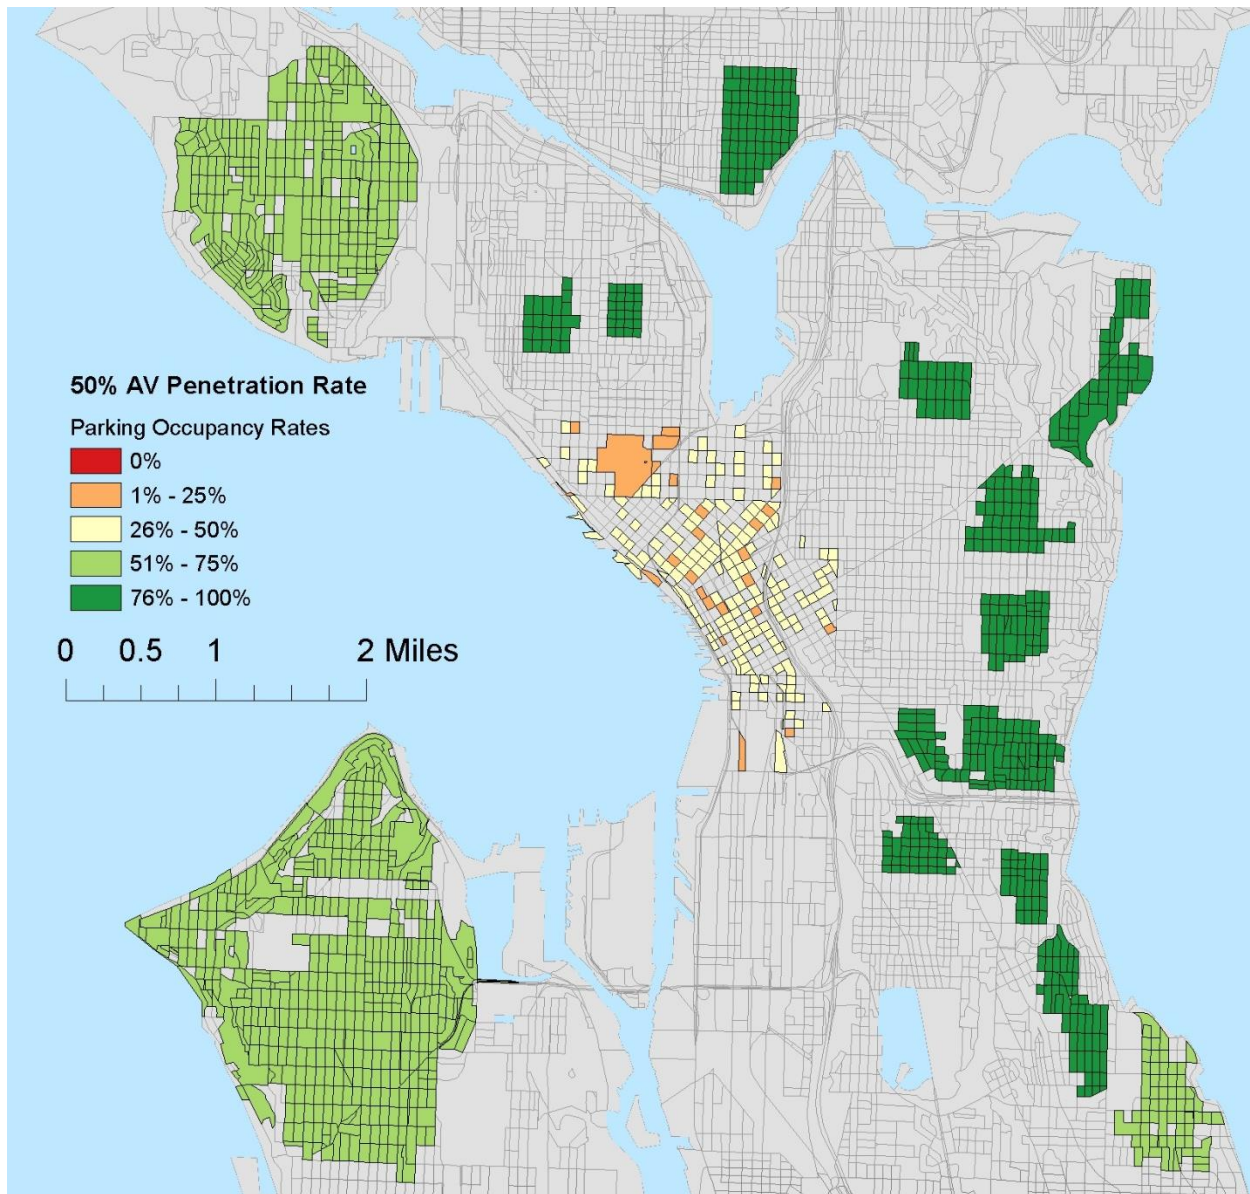 50% AV Penetration Rate
Parking Occupancy Rates
0%
1% - 25%
26% - 50%
51% - 75%
76% - 100%
0 0.5 1 2 Miles